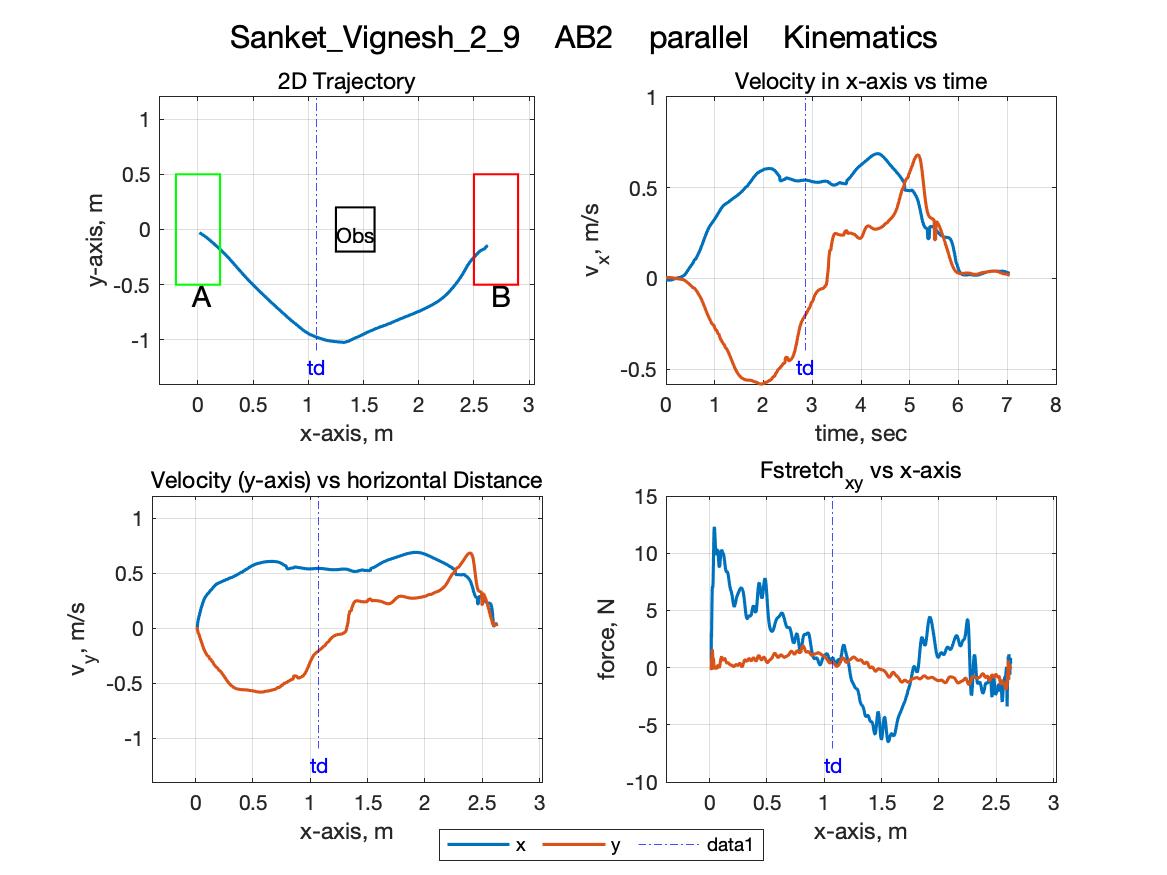 Sanket_Vignesh_2_9 AB2 parallel Kinematics
2D Trajectory
1
0.5
0
-0.5
-1
y-axis, m
A
Obs
B
td
0 0.5 1 1.5 2 2.5 3
x-axis, m
Velocity in x-axis vs time
1
0.5
0
-0.5
vx, m/s
td
0 1 2 3 4 5 6 7 8
time, sec
Velocity (y-axis) vs horizontal Distance
1
0.5
0
-0.5
-1
vy, m/s
td
0 0.5 1 1.5 2 2.5 3
x-axis, m
Fstretchxy vs x-axis
15
10
5
0
-5
-10
force, N
td
0 0.5 1 1.5 2 2.5 3
x-axis, m
x y data1